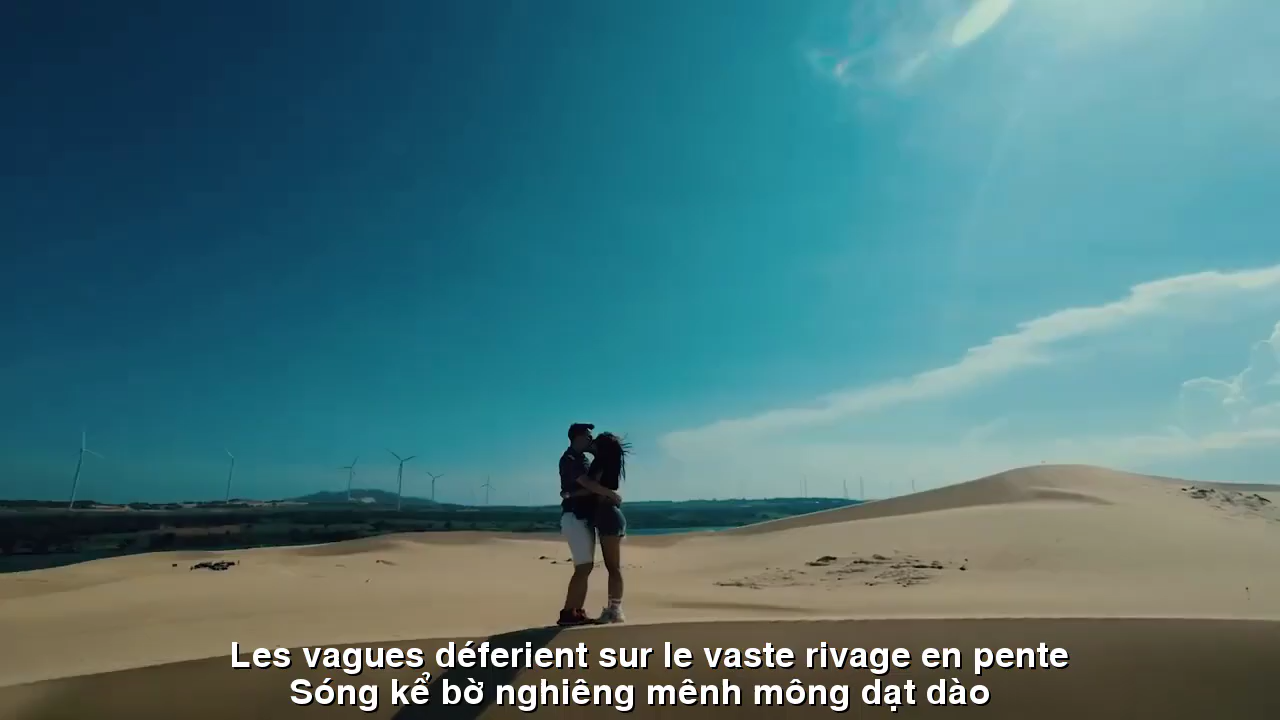 Les vagues déferient sur le vaste rivage en pente
Sóng kể bờ nghiêng mênh mông dạt dào